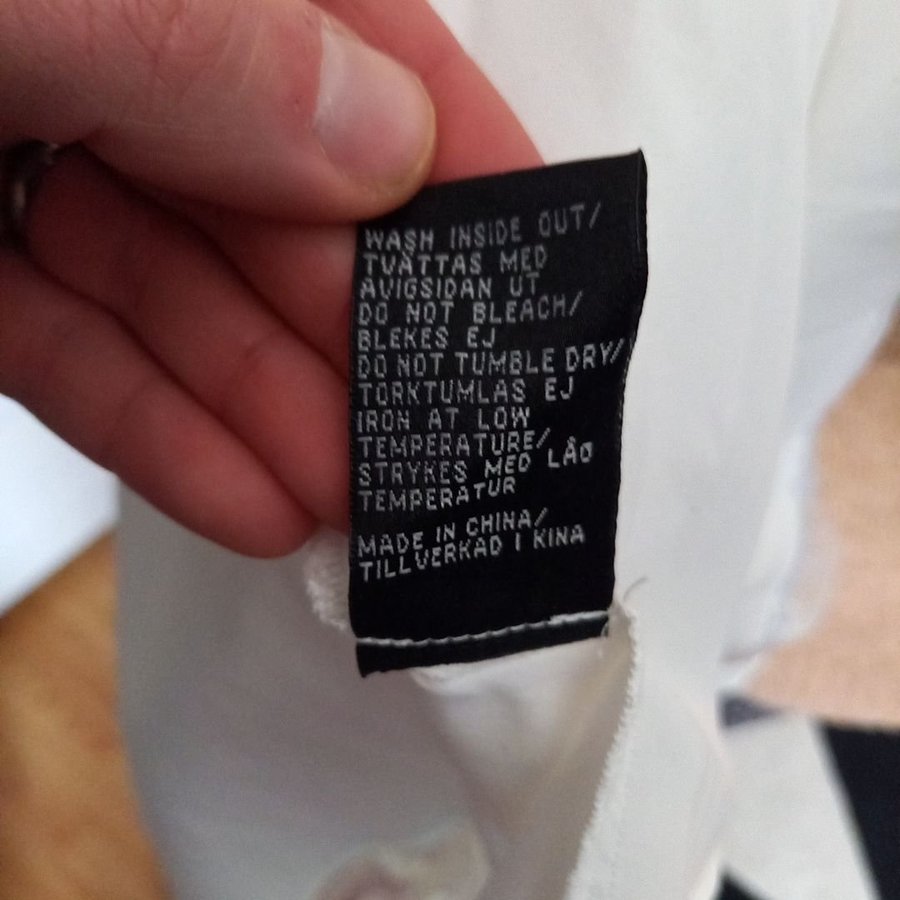 WASH INSIDE OUT/
TVÄTTAS MED
AVIGSIDAN UT
DO NOT BLEACH/
BLEKES EJ
DO NOT TUMBLE DRY/
TORKTUMLAS EJ
IRON AT LOW
TEMPERATURE/
STRYKES MED LÅG
TEMPERATUR
MADE IN CHINA/
TILLVERKAD I KINA